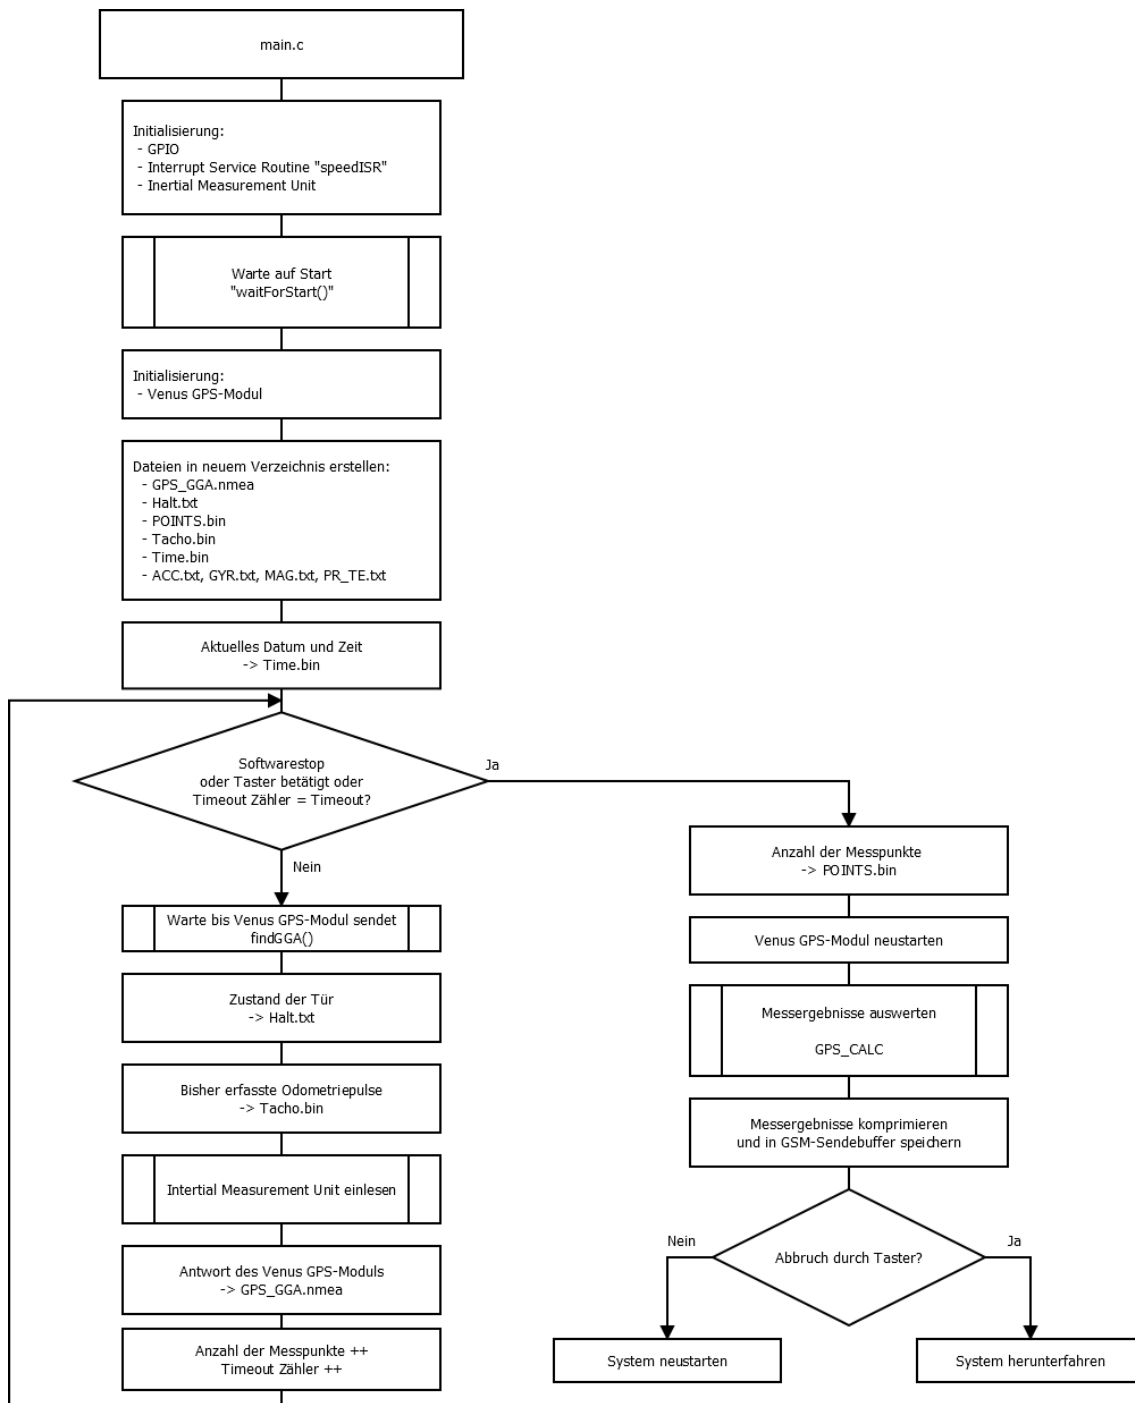 main.c
Initialisierung:
- GPIO
- Interrupt Service Routine "speedISR"
- Inertial Measurement Unit
Warte auf Start
"waitForStart()"
Initialisierung:
- Venus GPS-Modul
Dateien in neuem Verzeichnis erstellen:
- GPS_GGA.nmea
- Halt.txt
- POINTS.bin
- Tacho.bin
- Time.bin
- ACC.txt, GYR.txt, MAG.txt, PR_TE.txt
Aktuelles Datum und Zeit
-> Time.bin
Softwarestop
oder Taster betätigt oder
Timeout Zähler = Timeout?
Ja
Nein
Warte bis Venus GPS-Modul sendet
findGGA()
Zustand der Tür
-> Halt.txt
Bisher erfasste Odometriepulse
-> Tacho.bin
Intertial Measurement Unit einlesen
Antwort des Venus GPS-Moduls
-> GPS_GGA.nmea
Anzahl der Messpunkte ++
Timeout Zähler ++
Anzahl der Messpunkte
-> POINTS.bin
Venus GPS-Modul neustarten
Messergebnisse auswerten
GPS_CALC
Messergebnisse komprimieren
und in GSM-Sendebuffer speichern
Abbruch durch Taster?
Nein
Ja
System neustarten
System herunterfahren